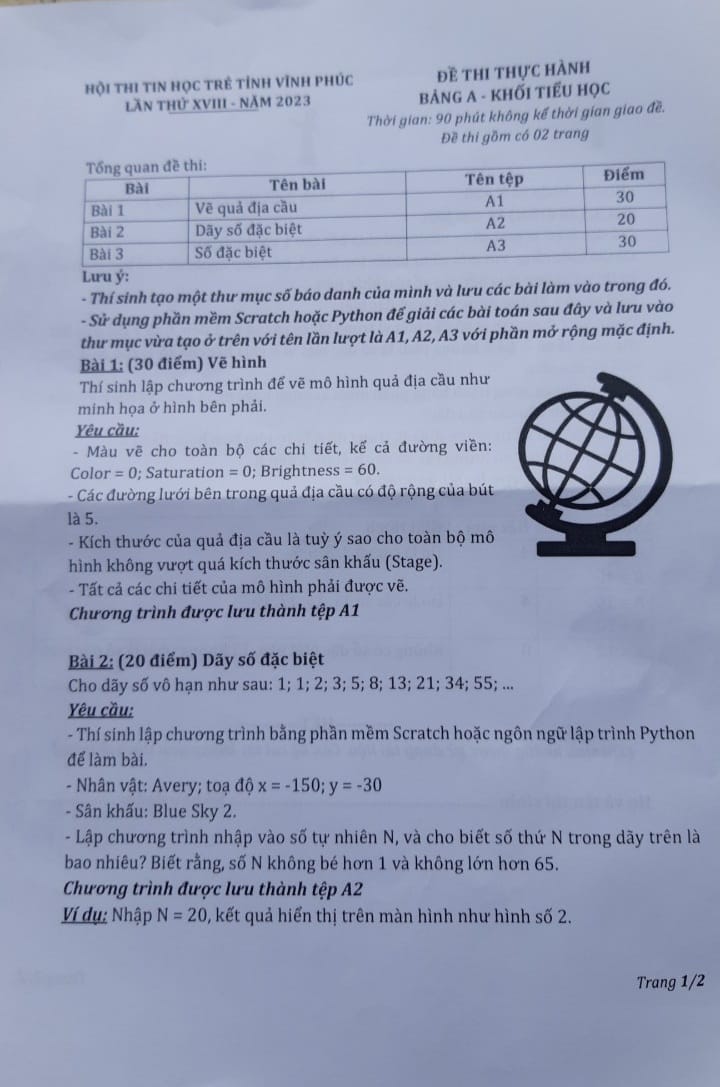 HỘI THI TIN HỌC TRẺ TỈNH VĨNH PHÚC
LẦN THỨ XVIII - NĂM 2023
ĐỀ THI THỰC HÀNH
BẢNG A - KHỐI TIỂU HỌC
Thời gian: 90 phút không kể thời gian giao đề.
Đề thi gồm có 02 trang
Tổng quan đề thi:
Bài Tên bài Tên tệp Điểm
Bài 1 Vẽ quả địa cầu A1 30
Bài 2 Dãy số đặc biệt A2 20
Bài 3 Số đặc biệt A3 30
Lưu ý:
- Thí sinh tạo một thư mục số báo danh của mình và lưu các bài làm vào trong đó.
- Sử dụng phần mềm Scratch hoặc Python để giải các bài toán sau đây và lưu vào
thư mục vừa tạo ở trên với tên lần lượt là A1, A2, A3 với phần mở rộng mặc định.
Bài 1: (30 điểm) Vẽ hình
Thí sinh lập chương trình để vẽ mô hình quả địa cầu như
minh họa ở hình bên phải.
Yêu cầu:
- Màu vẽ cho toàn bộ các chi tiết, kể cả đường viền:
Color = 0; Saturation = 0; Brightness = 60.
- Các đường lưới bên trong quả địa cầu có độ rộng của bút
là 5.
- Kích thước của quả địa cầu là tuỳ ý sao cho toàn bộ mô
hình không vượt quá kích thước sân khấu (Stage).
- Tất cả các chi tiết của mô hình phải được vẽ.
Chương trình được lưu thành tệp A1
Bài 2: (20 điểm) Dãy số đặc biệt
Cho dãy số vô hạn như sau: 1; 1; 2; 3; 5; 8; 13; 21; 34; 55; ...
Yêu cầu:
- Thí sinh lập chương trình bằng phần mềm Scratch hoặc ngôn ngữ lập trình Python
để làm bài.
- Nhân vật: Avery; toạ độ x = -150; y = -30
- Sân khấu: Blue Sky 2.
- Lập chương trình nhập vào số tự nhiên N, và cho biết số thứ N trong dãy trên là
bao nhiêu? Biết rằng, số N không bé hơn 1 và không lớn hơn 65.
Chương trình được lưu thành tệp A2
Ví dụ: Nhập N = 20, kết quả hiển thị trên màn hình như hình số 2.
Trang 1/2